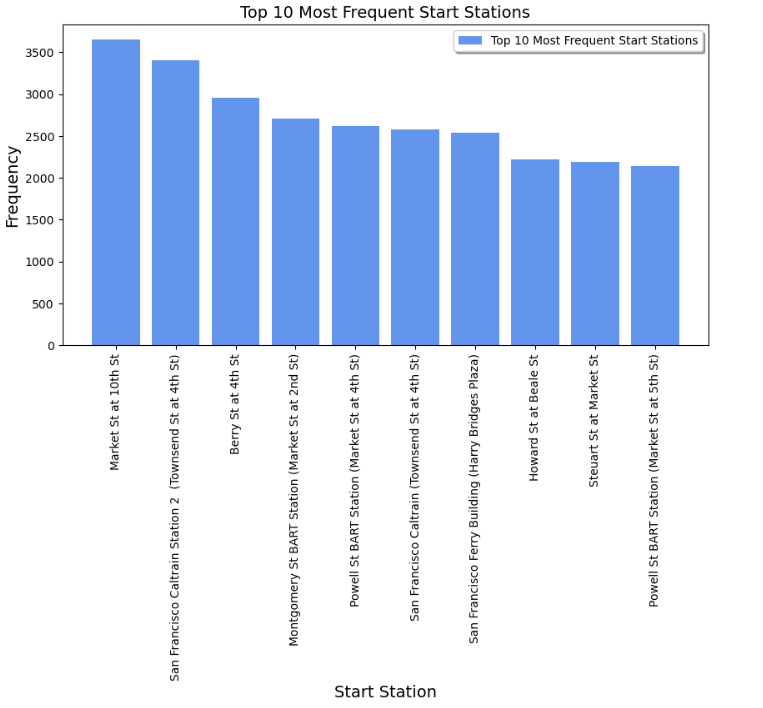 Top 10 Most Frequent Start Stations
Top 10 Most Frequent Start Stations
Frequency
3500
3000
2500
2000
1500
1000
500
0
Market St at 10th St
San Francisco Caltrain Station 2  (Townsend St at 4th St)
Berry St at 4th St
Montgomery St BART Station (Market St at 2nd St)
Powell St BART Station (Market St at 4th St)
San Francisco Caltrain (Townsend St at 4th St)
San Francisco Ferry Building (Harry Bridges Plaza)
Howard St at Beale St
Steuart St at Market St
Powell St BART Station (Market St at 5th St)
Start Station